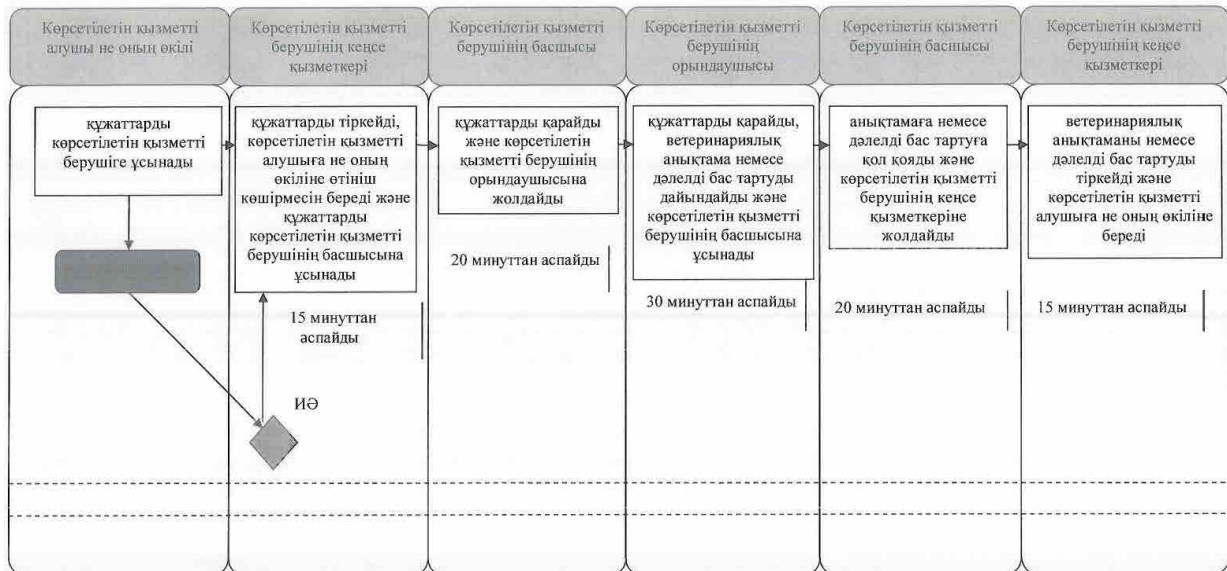 Көрсетілетін қызметті
алушы не оның өкілі
Көрсетілетін қызметті
берушінің кеңсе
қызметкері
Көрсетілетін қызметті
берушінің басшысы
Көрсетілетін қызметті
берушінің
орындаушысы
Көрсетілетін қызметті
берушінің басшысы
Көрсетілетін қызметті
берушінің кеңсе
қызметкері
құжаттарды
көрсетілетін қызметті
берушіге ұсынады
құжаттарды тіркейді,
көрсетілетін қызметті
алушыға не оның
өкіліне өтініш
көшірмесін береді және
құжаттарды
көрсетілетін қызметті
берушінің басшысына
ұсынады
15 минуттан
аспайды
ИӘ
құжаттарды қарайды
және көрсетілетін
қызметті берушінің
орындаушысына
жолдайды
20 минуттан аспайды
құжаттарды қарайды,
ветеринариялық
анықтама немесе
дәлелді бас тартуды
дайындайды және
көрсетілетін қызметті
берушінің басшысына
ұсынады
30 минуттан аспайды
анықтамаға немесе
дәлелді бас тартуға
қол қояды және
көрсетілетін қызметті
берушінің кеңсе
қызметкеріне
жолдайды
20 минуттан аспайды
ветеринариялық
анықтаманы немесе
дәлелді бас тартуды
тіркейді және
көрсетілетін қызметті
алушыға не оның өкіліне
береді
15 минуттан аспайды